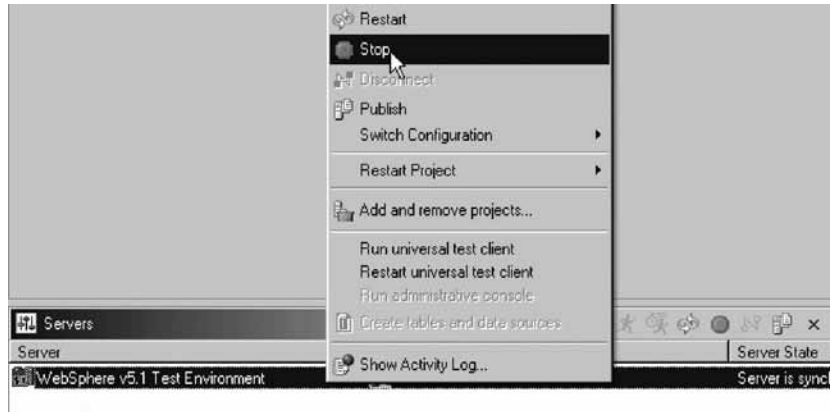 Restart
Stop
Disconnect
Publish
Switch Configuration
Restart Project
Add and remove projects...
Run universal test client
Restart universal test client
Run administrative console
Create tables and data sources
Show Activity Log...
Servers
Server
Server State
WebSphere v5.1 Test Environment
Server is syncl